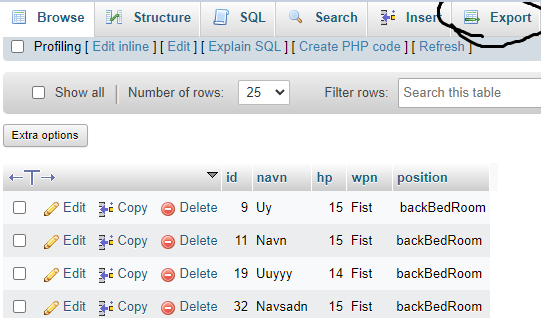 Browse Structure SQL Search Insert Export
Profiling [ Edit inline ] [ Edit ] [ Explain SQL ] [ Create PHP code ] [ Refresh ]
Show all Number of rows: 25 Filter rows: Search this table
Extra options
id navn hp wpn position
Edit Copy Delete 9 Uy 15 Fist backBedRoom
Edit Copy Delete 11 Navn 15 Fist backBedRoom
Edit Copy Delete 19 Uuyyy 14 Fist backBedRoom
Edit Copy Delete 32 Navsadn 15 Fist backBedRoom